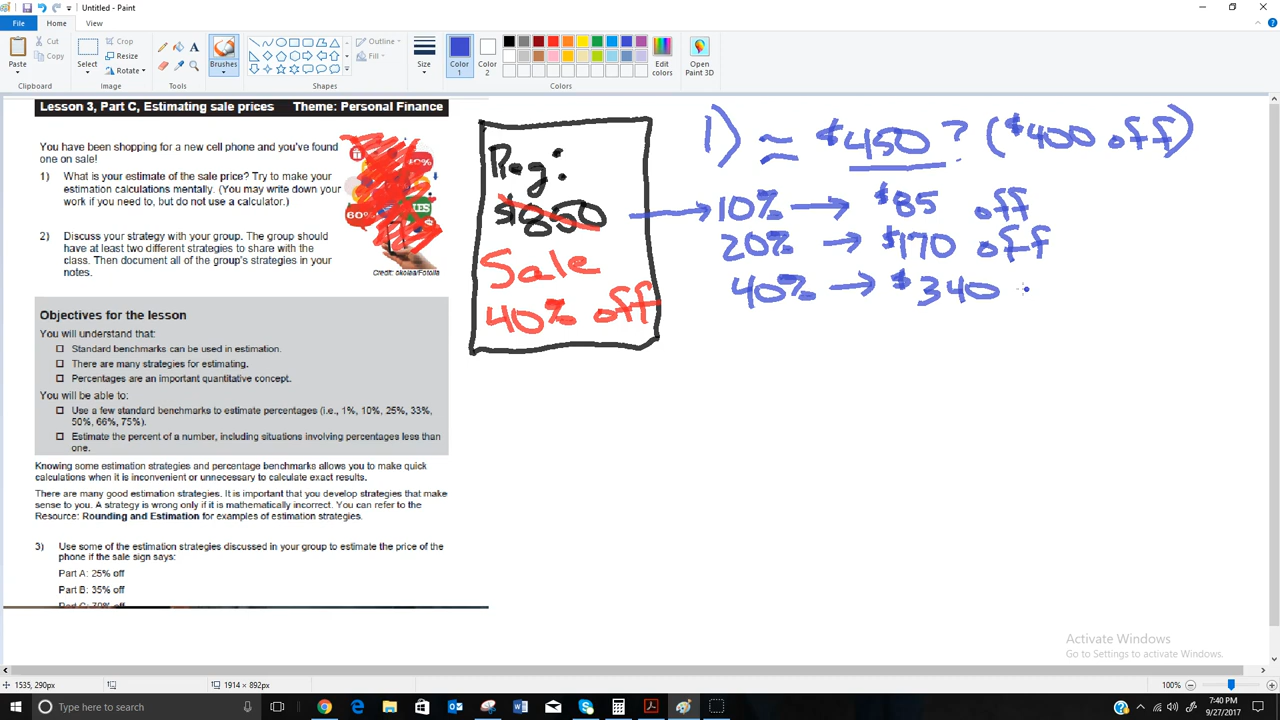 Untitled - Paint
File
Home
View
Paste
Cut
Copy
Clipboard
Select
Crop
Resize
Rotate
Image
A
Tools
Brushes
Outline
Fill
Shapes
Size
Color 1
Color 2
Edit colors
Colors
Open Paint 3D
Lesson 3, Part C, Estimating sale prices Theme: Personal Finance
You have been shopping for a new cell phone and you've found
one on sale!
1) What is your estimate of the sale price? Try to make your
estimation calculations mentally. (You may write down your
work if you need to, but do not use a calculator.)
2) Discuss your strategy with your group. The group should
have at least two different strategies to share with the
class. Then document all of the group's strategies in your
notes.
60%
Credit: okolaa/Fotolia
Objectives for the lesson
You will understand that:
Standard benchmarks can be used in estimation.
There are many strategies for estimating.
Percentages are an important quantitative concept.
You will be able to:
Use a few standard benchmarks to estimate percentages (i.e., 1%, 10%, 25%, 33%,
50%, 66%, 75%).
Estimate the percent of a number, including situations involving percentages less than
one.
Knowing some estimation strategies and percentage benchmarks allows you to make quick
calculations when it is inconvenient or unnecessary to calculate exact results.
There are many good estimation strategies. It is important that you develop strategies that make
sense to you. A strategy is wrong only if it is mathematically incorrect. You can refer to the
Resource: Rounding and Estimation for examples of estimation strategies.
3) Use some of the estimation strategies discussed in your group to estimate the price of the
phone if the sale sign says:
Part A: 25% off
Part B: 35% off
Part C: 70% off
Reg:
$850
Sale
40% off
1) ≈ $450? ($400 off)
10% → $85 off
20% → $170 off
40% → $340
Activate Windows
Go to Settings to activate Windows.
1535, 290px
1914 × 892px
100%
Type here to search
7:40 PM
9/27/2017